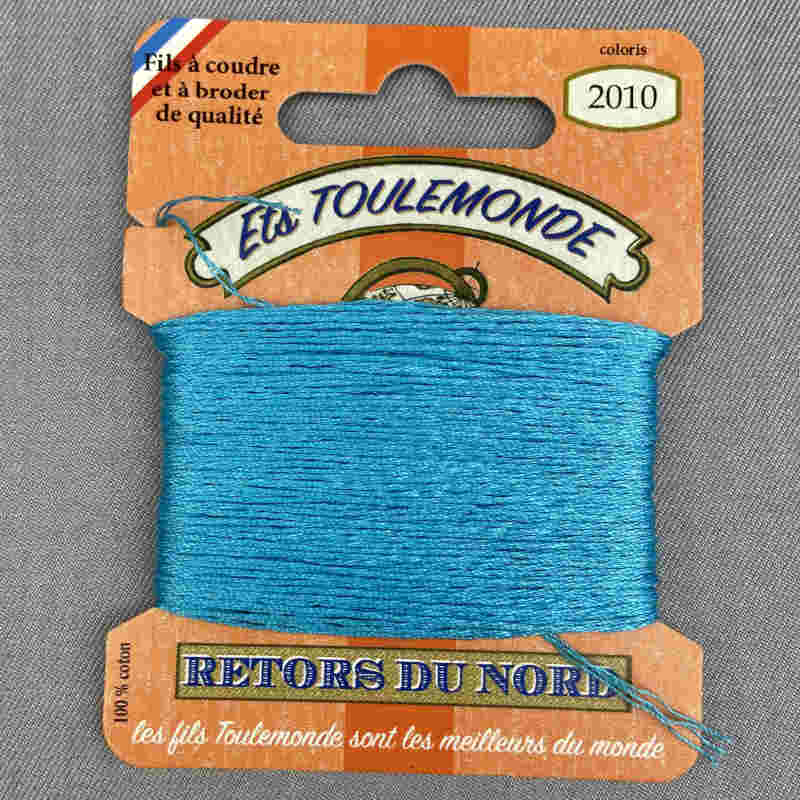 Fils à coudre
et à broder
de qualité
coloris
2010
Ets TOULEMONDE
100 % coton
RETORS DU NORD
les fils Toulemonde sont les meilleurs du monde